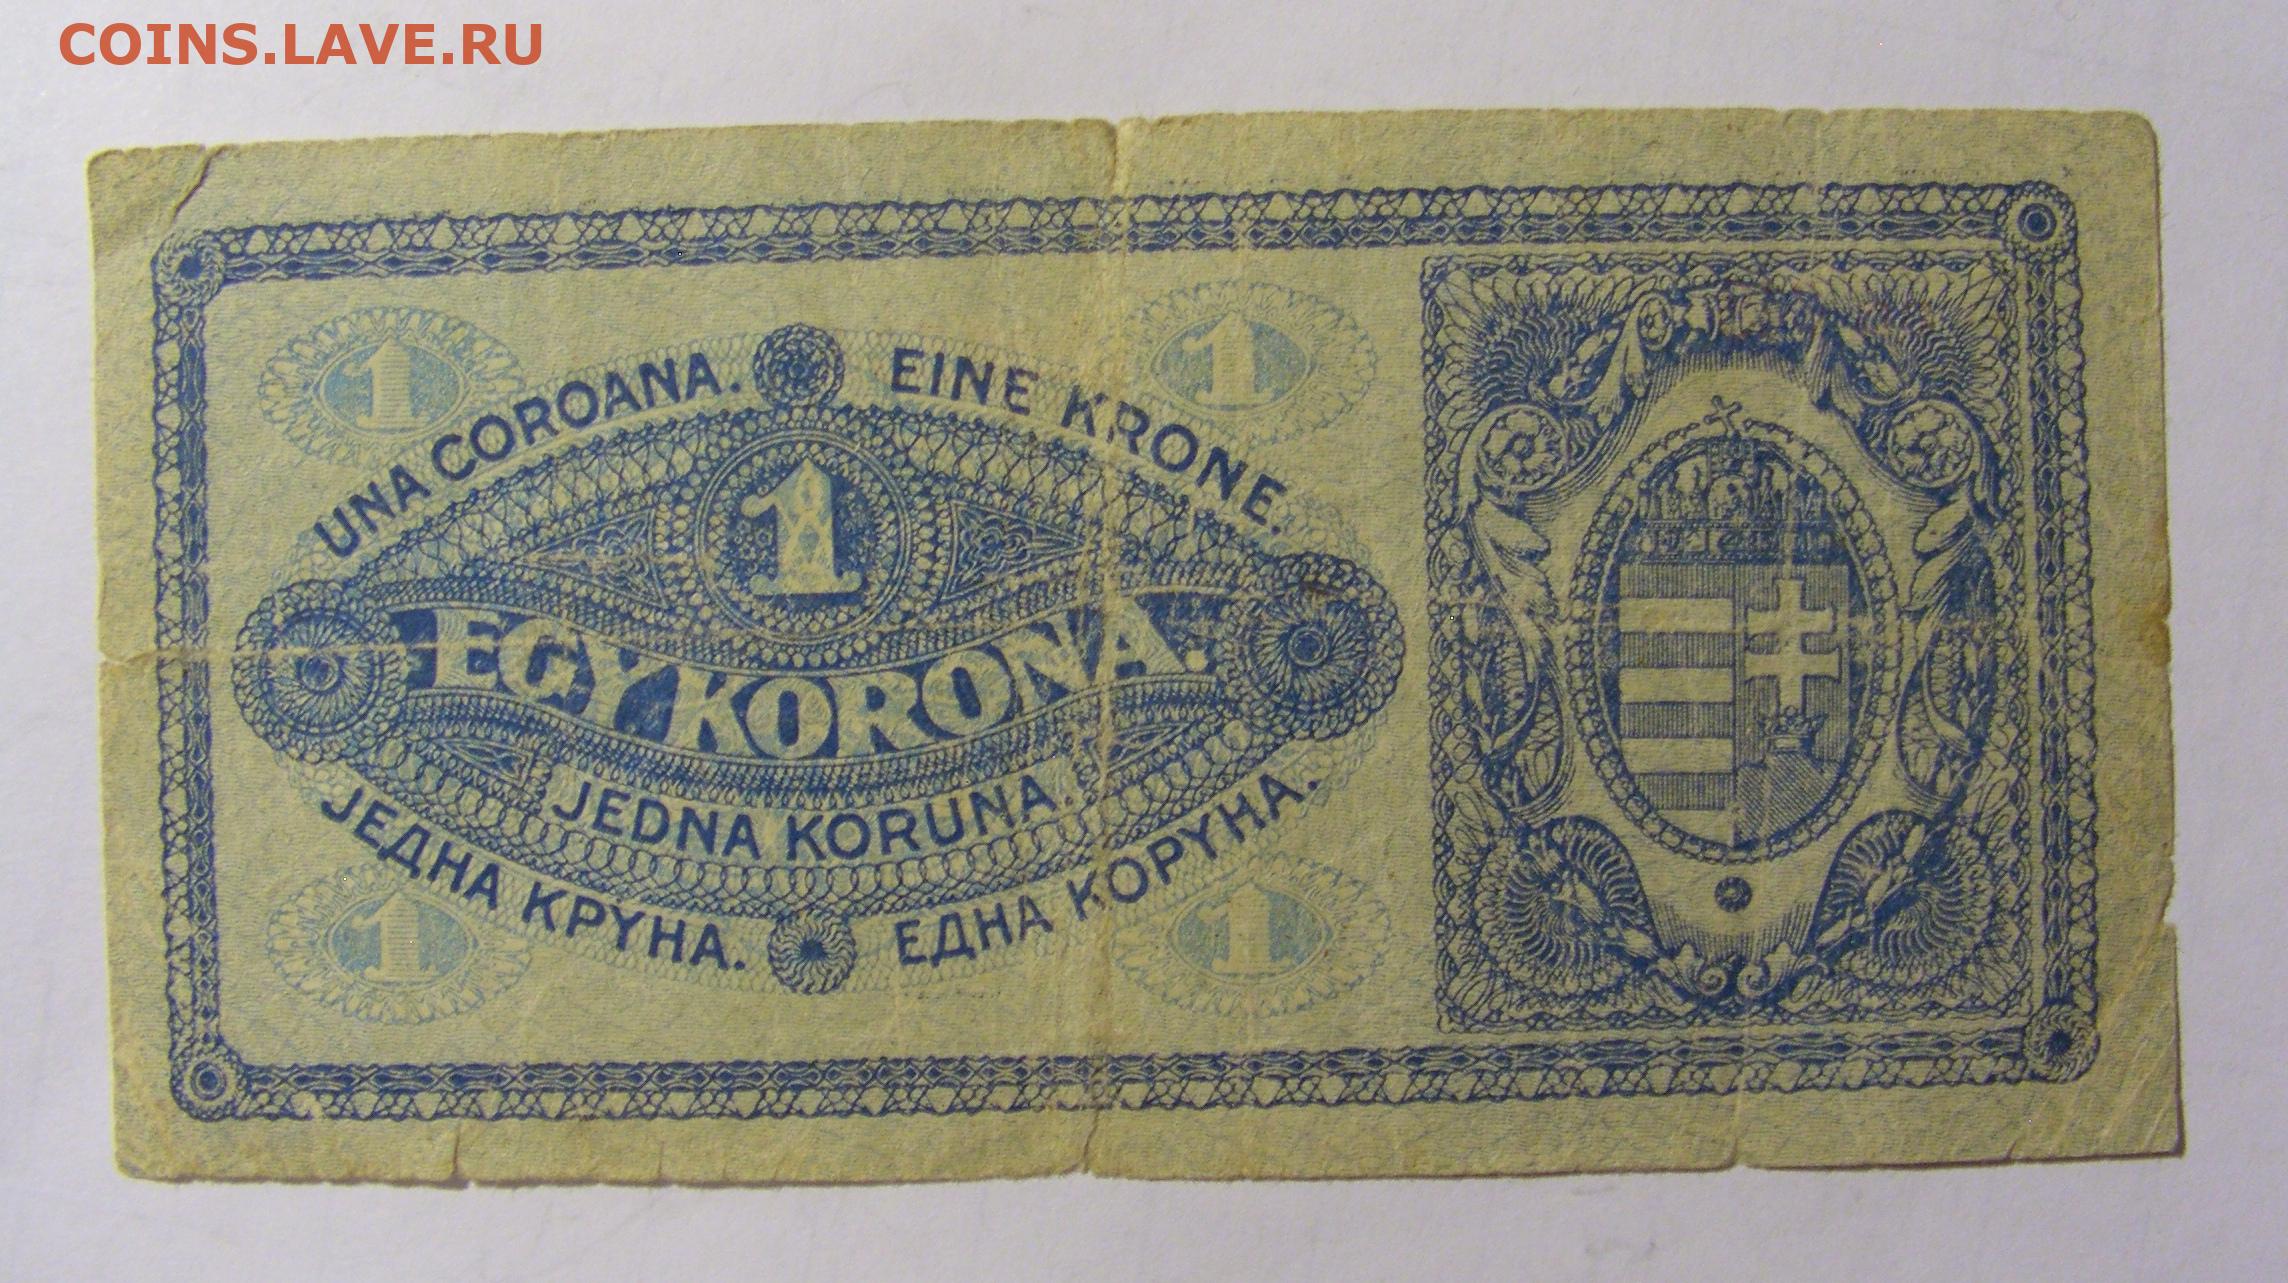 COINS.LAVE.RU
1
1
UNA COROANA.
EINE KRONE.
1
EGY KORONA.
JEDNA KORUNA.
ЈЕДНА КРУНА.
ЕДНА КОРУНА.
1
1